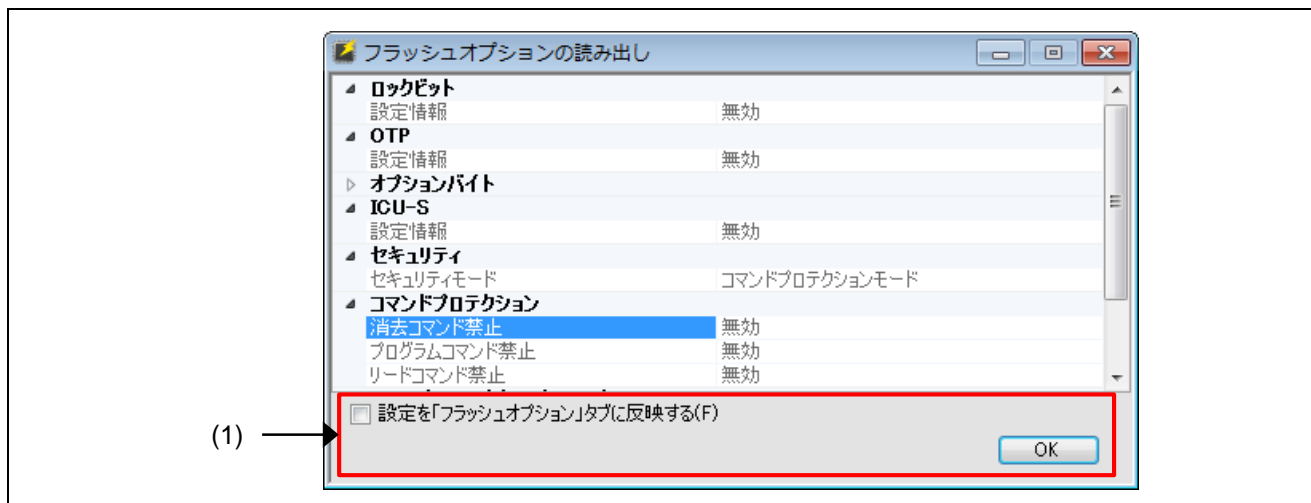 フラッシュオプションの読み出し
ロックビット
設定情報 無効
OTP
設定情報 無効
オプションバイト
ICU-S
設定情報 無効
セキュリティ
セキュリティモード コマンドプロテクションモード
コマンドプロテクション
消去コマンド禁止 無効
プログラムコマンド禁止 無効
リードコマンド禁止 無効
設定を「フラッシュオプション」タブに反映する(F)
(1)
OK